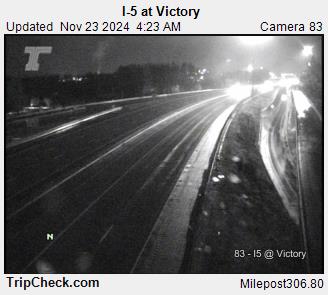 I-5 at Victory
Updated  Nov 23 2024  4:23 AM
Camera 83
T
N
83 - I5 @ Victory
TripCheck.com
Milepost306.80